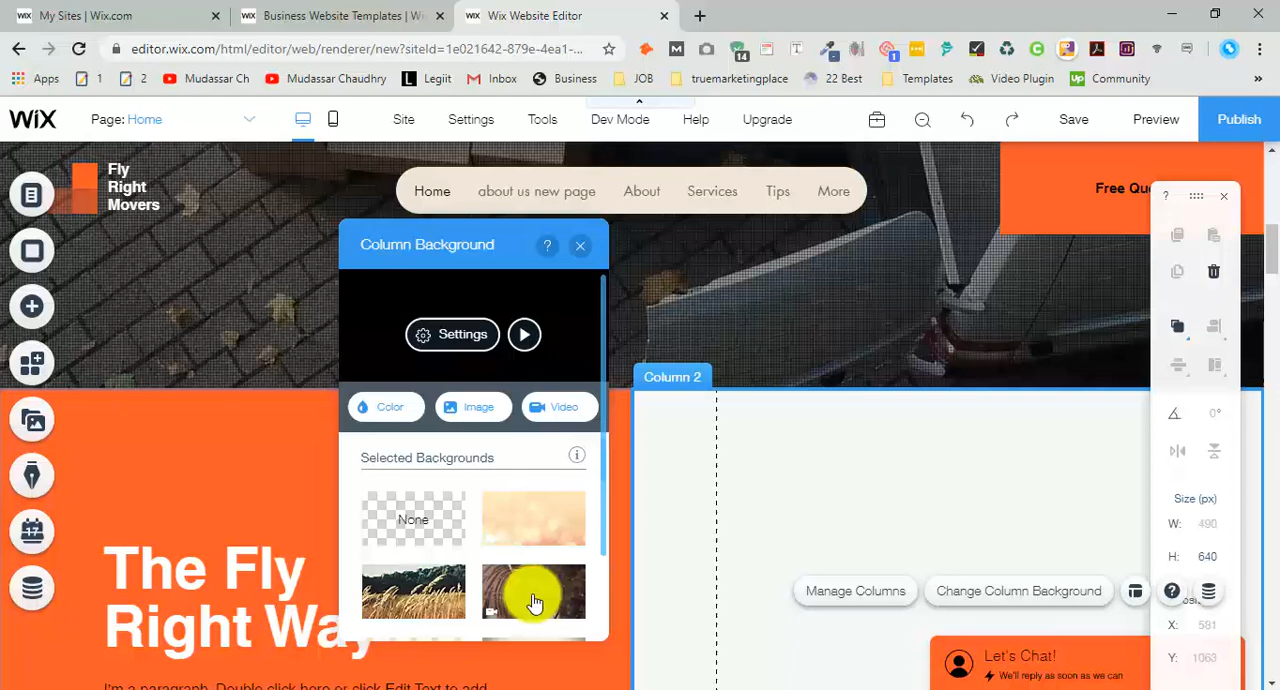 My Sites | Wix.com
Business Website Templates | Wi
Wix Website Editor
editor.wix.com/html/editor/web/renderer/new?siteId=1e021642-879e-4ea1-...
Apps
1
2
Mudassar Ch
Mudassar Chaudhry
Legiit
Inbox
Business
JOB
truemarketingplace
22 Best
Templates
Video Plugin
Community
WiX
Page: Home
Site
Settings
Tools
Dev Mode
Help
Upgrade
Save
Preview
Publish
Fly
Right
Movers
Home
about us new page
About
Services
Tips
More
Free Qu
Column Background
Settings
Color
Image
Video
Selected Backgrounds
None
Column 2
The Fly
Right Way
I'm a paragraph. Double click here or click Edit Text to add
Manage Columns
Change Column Background
Let's Chat!
We'll reply as soon as we can
0°
Size (px)
W: 490
H: 640
X: 581
Y: 1063